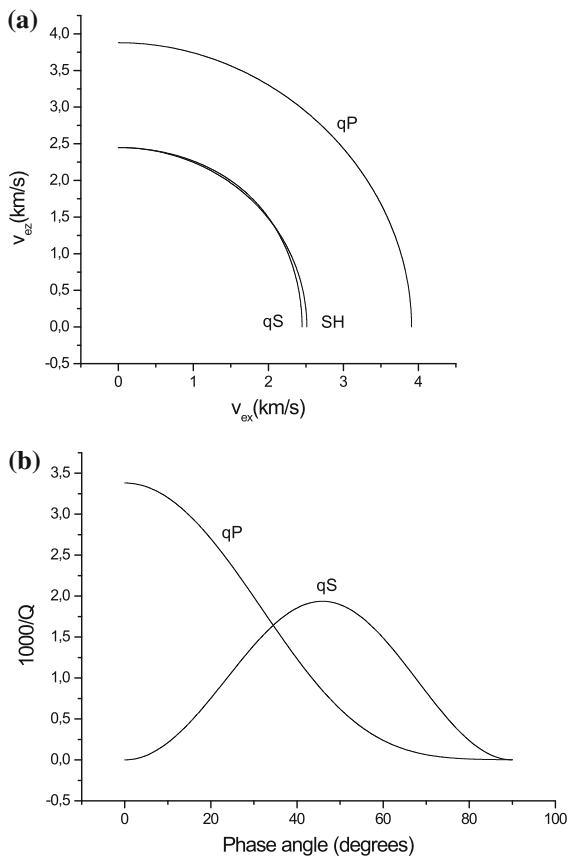 (a)
4,0
3,5
3,0
2,5
2,0
1,5
1,0
0,5
0,0
-0,5
v_ez(km/s)
qP
qS
SH
0 1 2 3 4
v_ex(km/s)
(b)
3,5
3,0
2,5
2,0
1,5
1,0
0,5
0,0
-0,5
1000/Q
qP
qS
0 20 40 60 80 100
Phase angle (degrees)